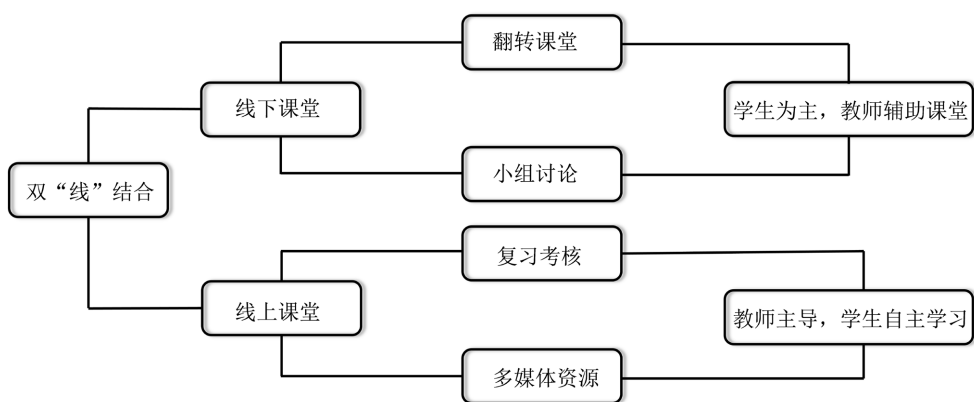 翻转课堂
线下课堂
学生为主，教师辅助课堂
小组讨论
双“线”结合
复习考核
线上课堂
教师主导，学生自主学习
多媒体资源